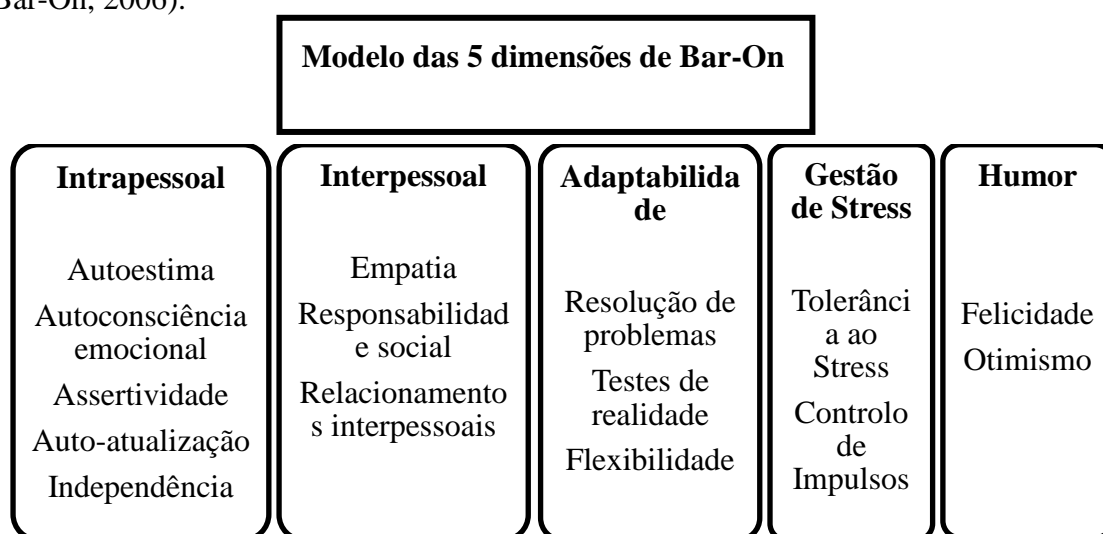 Bar-On, 2006).
Modelo das 5 dimensões de Bar-On
Intrapessoal
Autoestima
Autoconsciência
emocional
Assertividade
Auto-atualização
Independência
Interpessoal
Empatia
Responsabilidad
e social
Relacionamento
s interpessoais
Adaptabilida
de
Resolução de
problemas
Testes de
realidade
Flexibilidade
Gestão
de Stress
Tolerânci
a ao
Stress
Controlo
de
Impulsos
Humor
Felicidade
Otimismo